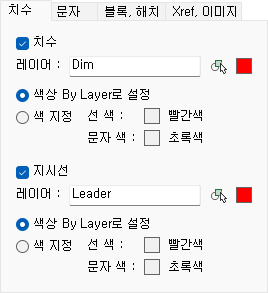 치수 문자 블록, 해치 Xref, 이미지
치수
레이어 : Dim
색상 By Layer로 설정
색 지정 선 색 : 빨간색
문자 색 : 초록색
지시선
레이어 : Leader
색상 By Layer로 설정
색 지정 선 색 : 빨간색
문자 색 : 초록색